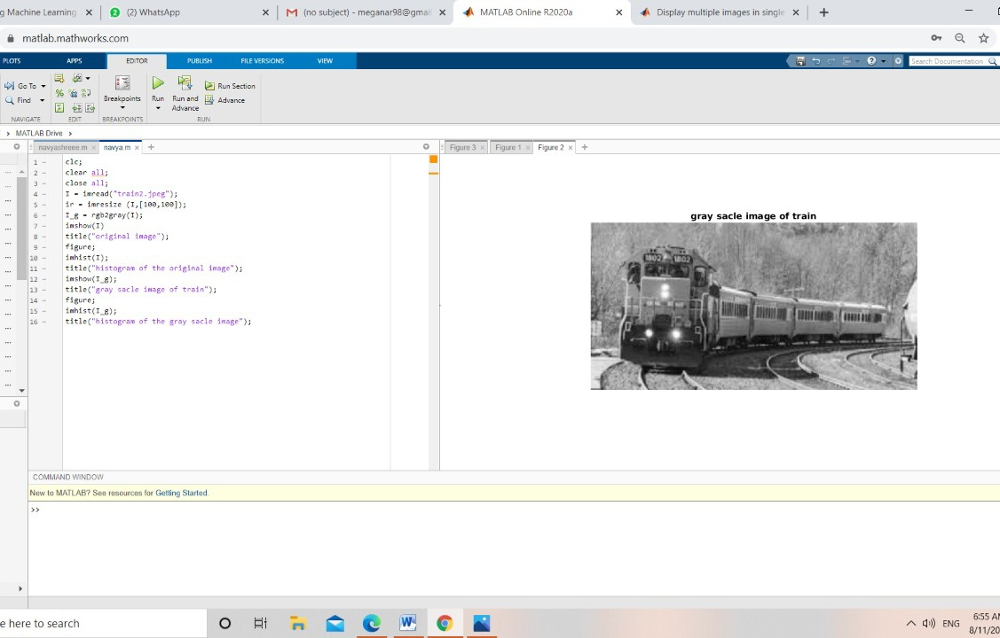 g Machine Learning
(2) WhatsApp
(no subject) - meganar98@gmai
MATLAB Online R2020a
Display multiple images in single
matlab.mathworks.com
PLOTS APPS EDITOR PUBLISH FILE VERSIONS VIEW
Search Documentation
Go To
Find
Breakpoints
Run
Run and
Advance
Run Section
Advance
NAVIGATE EDIT BREAKPOINTS RUN
> MATLAB Drive >
navyashreee.m navya.m
Figure 3 Figure 1 Figure 2
1 - clc;
2 - clear all;
3 - close all;
4 - I = imread("train2.jpeg");
5 - ir = imresize (I,[100,100]);
6 - I_g = rgb2gray(I);
7 - imshow(I)
8 - title("original image");
9 - figure;
10 - imhist(I);
11 - title("histogram of the original image");
12 - imshow(I_g);
13 - title("gray sacle image of train");
14 - figure;
15 - imhist(I_g);
16 - title("histogram of the gray sacle image");
gray sacle image of train
1802 1802
COMMAND WINDOW
New to MATLAB? See resources for Getting Started.
>>
e here to search
ENG
6:55 AM
8/11/20